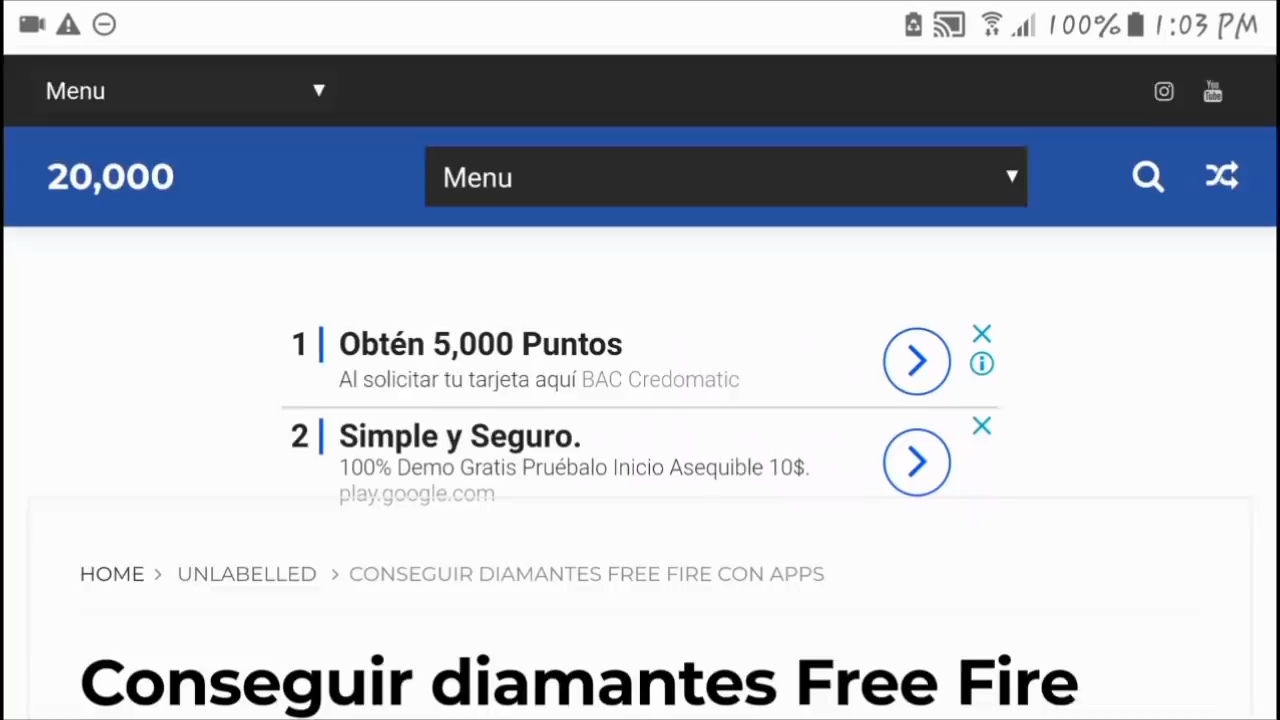 100% 1:03 PM
Menu
You Tube
20,000
Menu
1 Obtén 5,000 Puntos
Al solicitar tu tarjeta aquí BAC Credomatic
2 Simple y Seguro.
100% Demo Gratis Pruébalo Inicio Asequible 10$.
play.google.com
HOME > UNLABELLED > CONSEGUIR DIAMANTES FREE FIRE CON APPS
Conseguir diamantes Free Fire